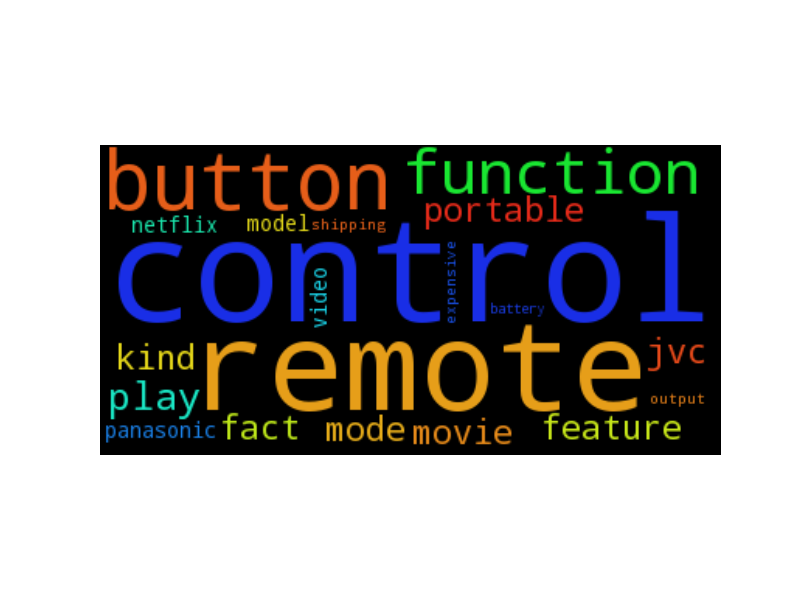 button function
portable
netflix model shipping
control
video expensive battery
remote
kind jvc
play output
panasonic fact mode movie feature